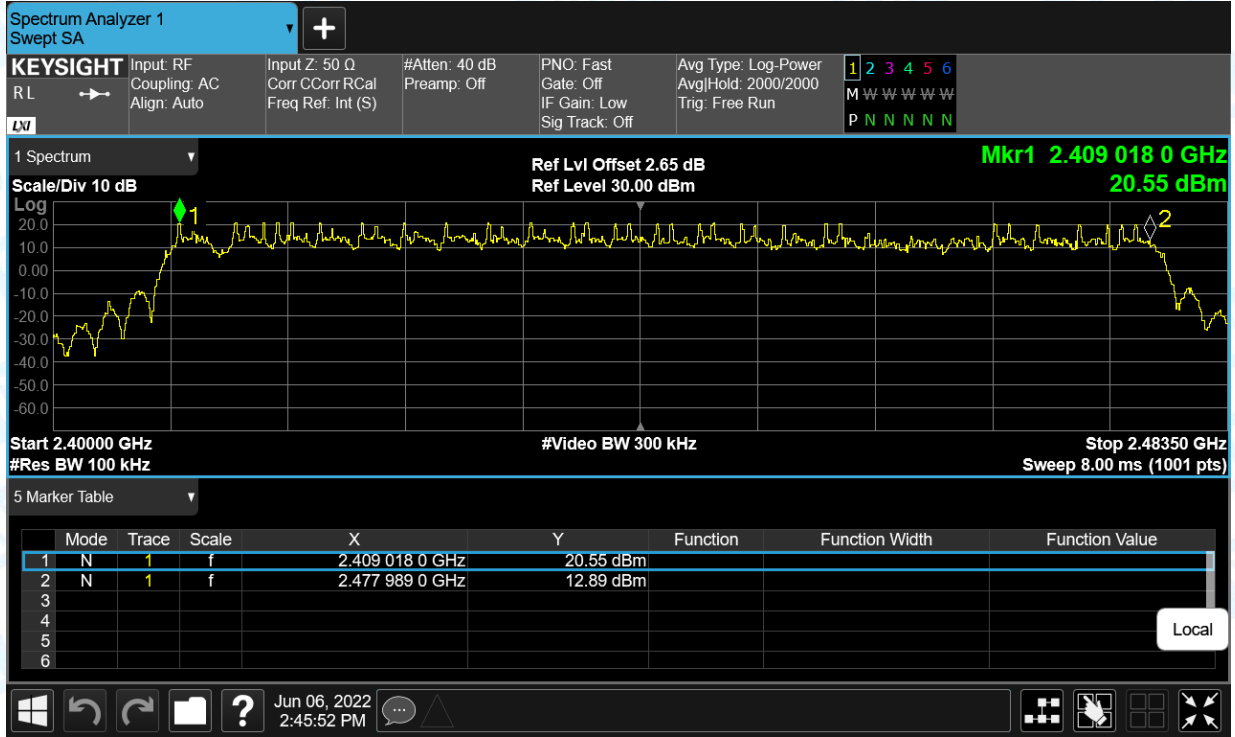 Spectrum Analyzer 1
Swept SA
KEYSIGHT
RL
LXI
Input: RF
Coupling: AC
Align: Auto
Input Z: 50 Ω
Corr CCorr RCal
Freq Ref: Int (S)
#Atten: 40 dB
Preamp: Off
PNO: Fast
Gate: Off
IF Gain: Low
Sig Track: Off
Avg Type: Log-Power
Avg|Hold: 2000/2000
Trig: Free Run
1 2 3 4 5 6
M W W W W W
P N N N N N N
1 Spectrum
Scale/Div 10 dB
Ref Lvl Offset 2.65 dB
Ref Level 30.00 dBm
Mkr1 2.409 018 0 GHz
20.55 dBm
Log
20.0
10.0
0.00
-10.0
-20.0
-30.0
-40.0
-50.0
-60.0
1
2
Start 2.40000 GHz
#Video BW 300 kHz
Stop 2.48350 GHz
#Res BW 100 kHz
Sweep 8.00 ms (1001 pts)
5 Marker Table
Mode Trace Scale X Y Function Function Width Function Value
1 N 1 f 2.409 018 0 GHz 20.55 dBm
2 N 1 f 2.477 989 0 GHz 12.89 dBm
3
4
5
6
Local
?
Jun 06, 2022
2:45:52 PM